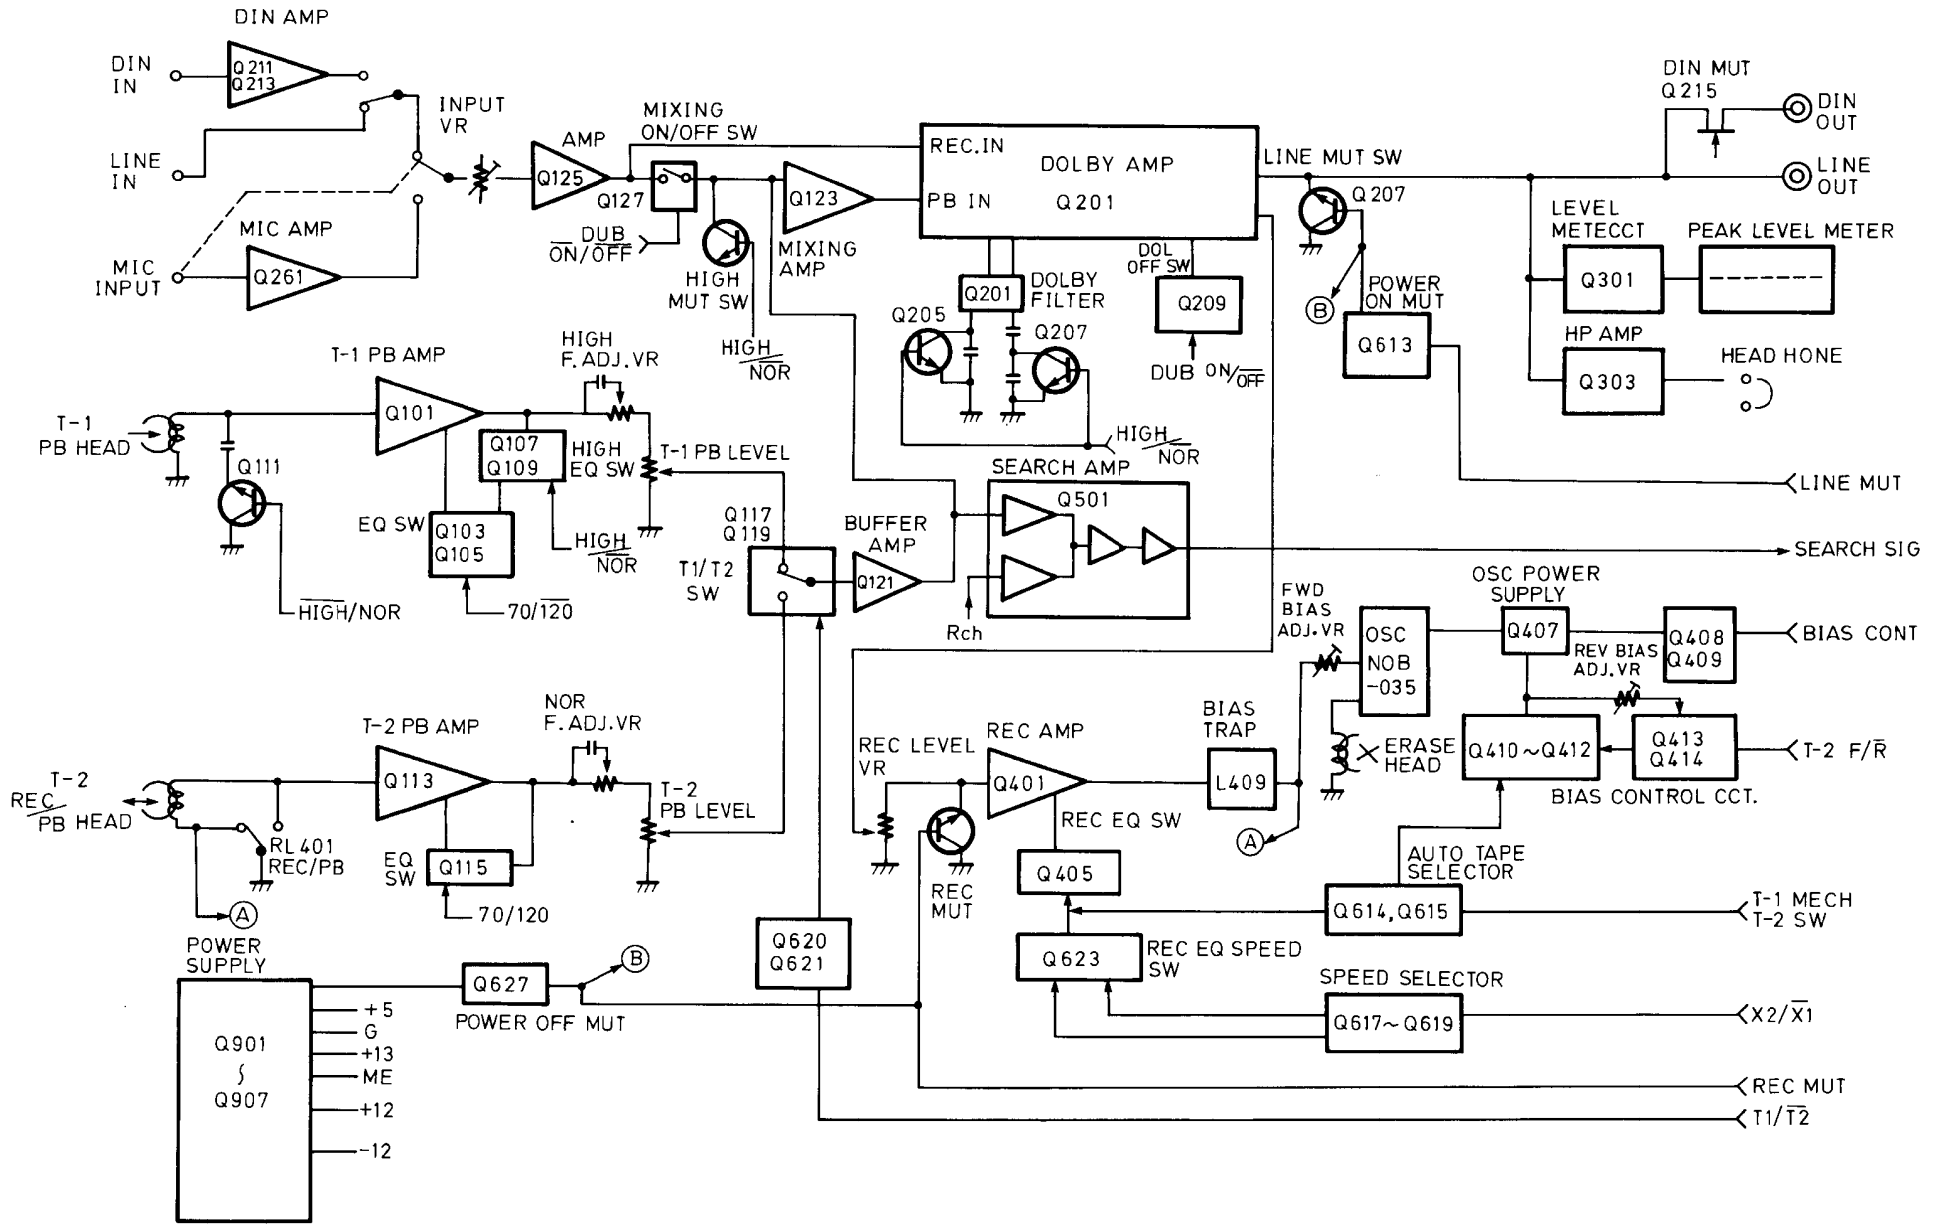 DIN AMP
DIN
IN
Q211
Q213
INPUT
VR
LINE
IN
MIC AMP
MIC
INPUT
Q261
AMP
Q125
MIXING
ON/OFF SW
Q127
DUB
ON/OFF
HIGH
MUT SW
HIGH
/NOR
Q123
MIXING
AMP
REC.IN
DOLBY AMP
PB IN
Q201
DOL
OFF SW
Q201
DOLBY
FILTER
Q205
Q207
Q209
DUB ON/OFF
HIGH
/NOR
LINE MUT SW
Q207
B
POWER
ON MUT
Q613
DIN MUT
Q215
DIN
OUT
LINE
OUT
LEVEL
METECCT
PEAK LEVEL METER
Q301
HP AMP
Q303
HEAD HONE
LINE MUT
T-1
PB HEAD
Q111
HIGH/NOR
T-1 PB AMP
Q101
HIGH
F.ADJ.VR
Q107
Q109
HIGH
EQ SW
T-1 PB LEVEL
EQ SW
Q103
Q105
HIGH
/NOR
70/120
Q117
Q119
T1/T2
SW
BUFFER
AMP
Q121
SEARCH AMP
Q501
Rch
SEARCH SIG
FWD
BIAS
ADJ.VR
OSC
NOB
-035
OSC POWER
SUPPLY
Q407
REV BIAS
ADJ.VR
Q408
Q409
BIAS CONT
T-2
REC
/PB HEAD
A
RL401
REC/PB
T-2 PB AMP
Q113
NOR
F.ADJ.VR
T-2
PB LEVEL
EQ
SW
Q115
70/120
REC LEVEL
VR
REC AMP
Q401
REC
MUT
REC EQ SW
Q405
BIAS
TRAP
L409
A
ERASE
HEAD
Q410~Q412
Q413
Q414
T-2 F/R
BIAS CONTROL CCT.
AUTO TAPE
SELECTOR
Q614,Q615
T-1 MECH
T-2 SW
Q623
REC EQ SPEED
SW
SPEED SELECTOR
Q617~Q619
X2/X1
POWER
SUPPLY
Q901
~
Q907
+5
G
+13
ME
+12
-12
Q627
POWER OFF MUT
B
Q620
Q621
REC MUT
T1/T2